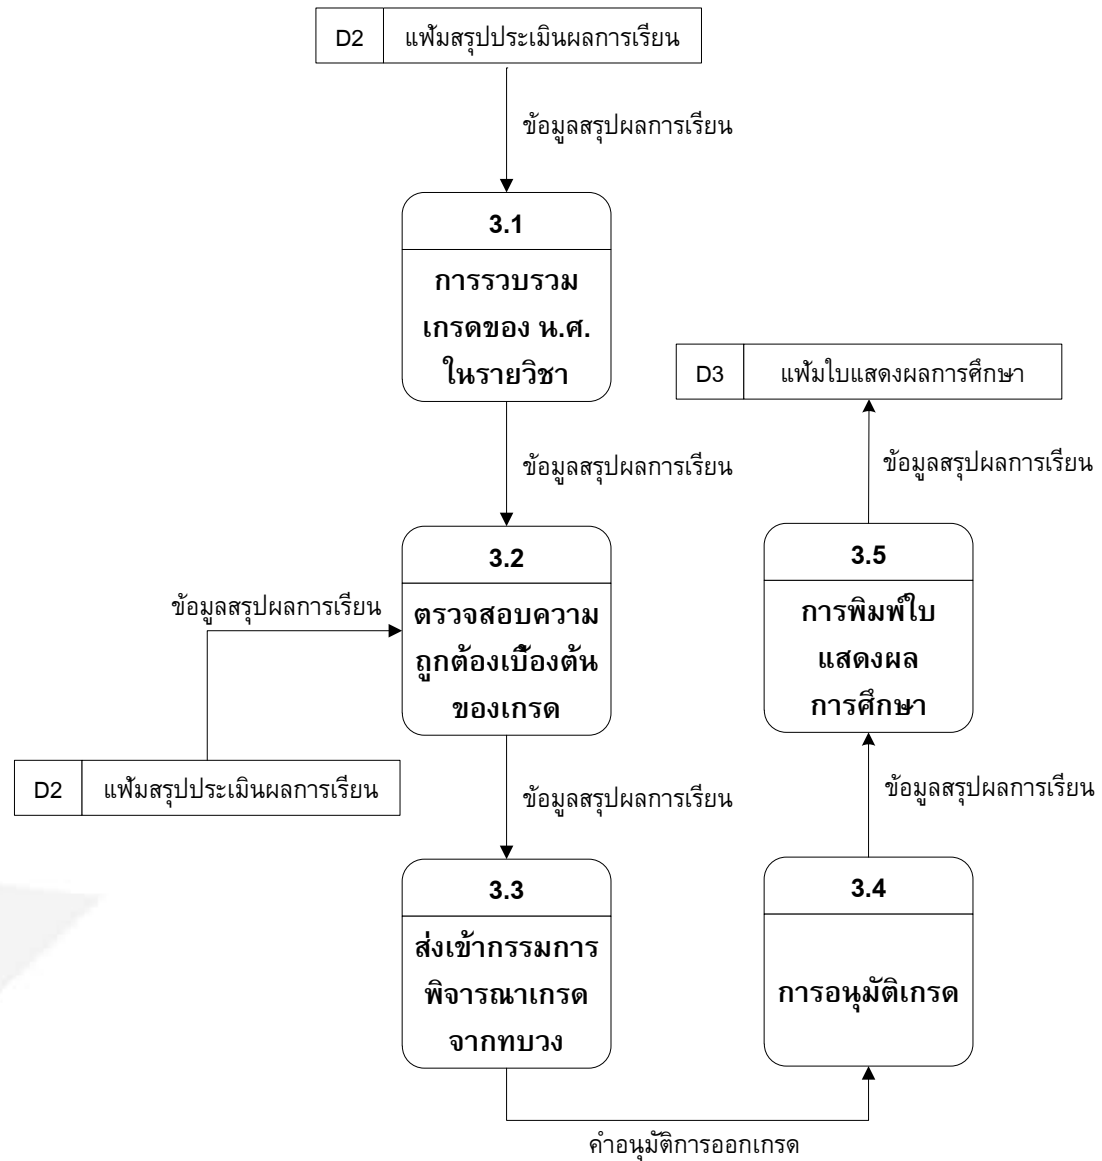 D2 แฟ้มสรุปประเมินผลการเรียน
ข้อมูลสรุปผลการเรียน
3.1
การรวบรวม
เกรดของ น.ศ.
ในรายวิชา
D3 แฟ้มใบแสดงผลการศึกษา
ข้อมูลสรุปผลการเรียน
ข้อมูลสรุปผลการเรียน
3.2
ตรวจสอบความ
ถูกต้องเบื้องต้น
ของเกรด
3.5
การพิมพ์ใบ
แสดงผล
การศึกษา
ข้อมูลสรุปผลการเรียน
D2 แฟ้มสรุปประเมินผลการเรียน
ข้อมูลสรุปผลการเรียน
ข้อมูลสรุปผลการเรียน
3.3
ส่งเข้ากรรมการ
พิจารณาเกรด
จากทบวง
3.4
การอนุมัติเกรด
คำอนุมัติการออกเกรด